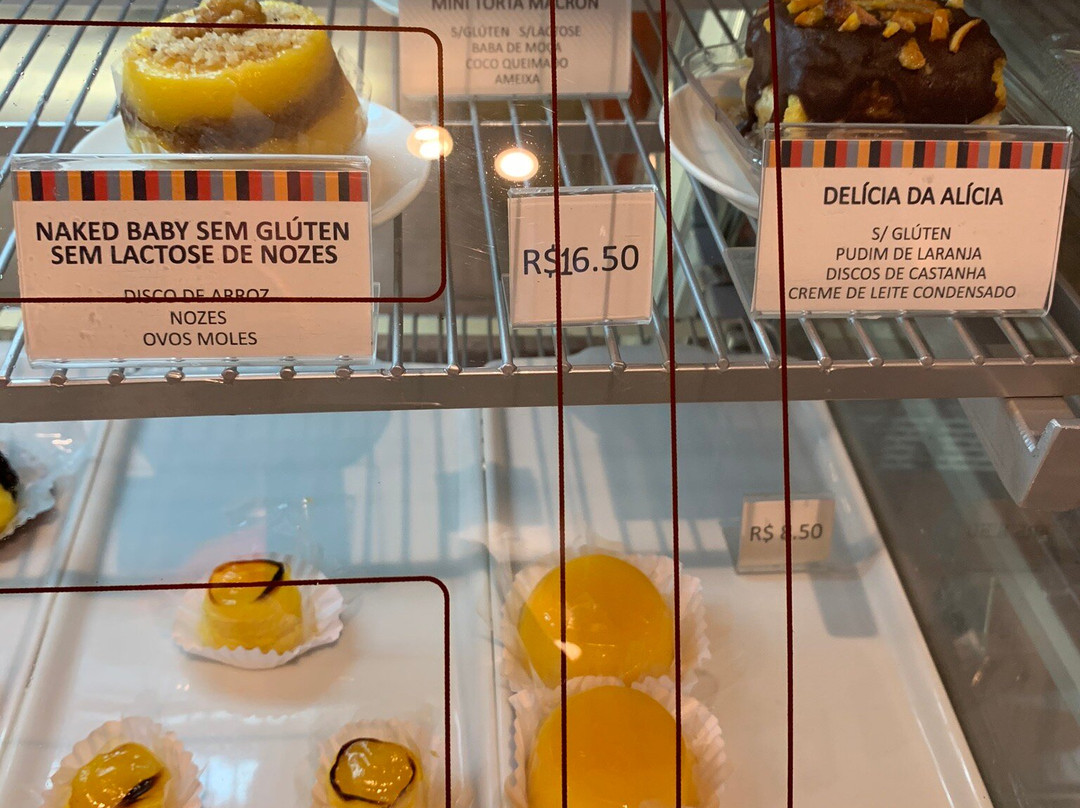 MINI TORTA MACRON
S/GLÚTEN S/LACTOSE
BABA DE MOÇA
COCO QUEIMADO
AMEIXA
NAKED BABY SEM GLÚTEN
SEM LACTOSE DE NOZES
DISCO DE ARROZ
NOZES
OVOS MOLES
R$16.50
DELÍCIA DA ALÍCIA
S/ GLÚTEN
PUDIM DE LARANJA
DISCOS DE CASTANHA
CREME DE LEITE CONDENSADO
R$ 8.50